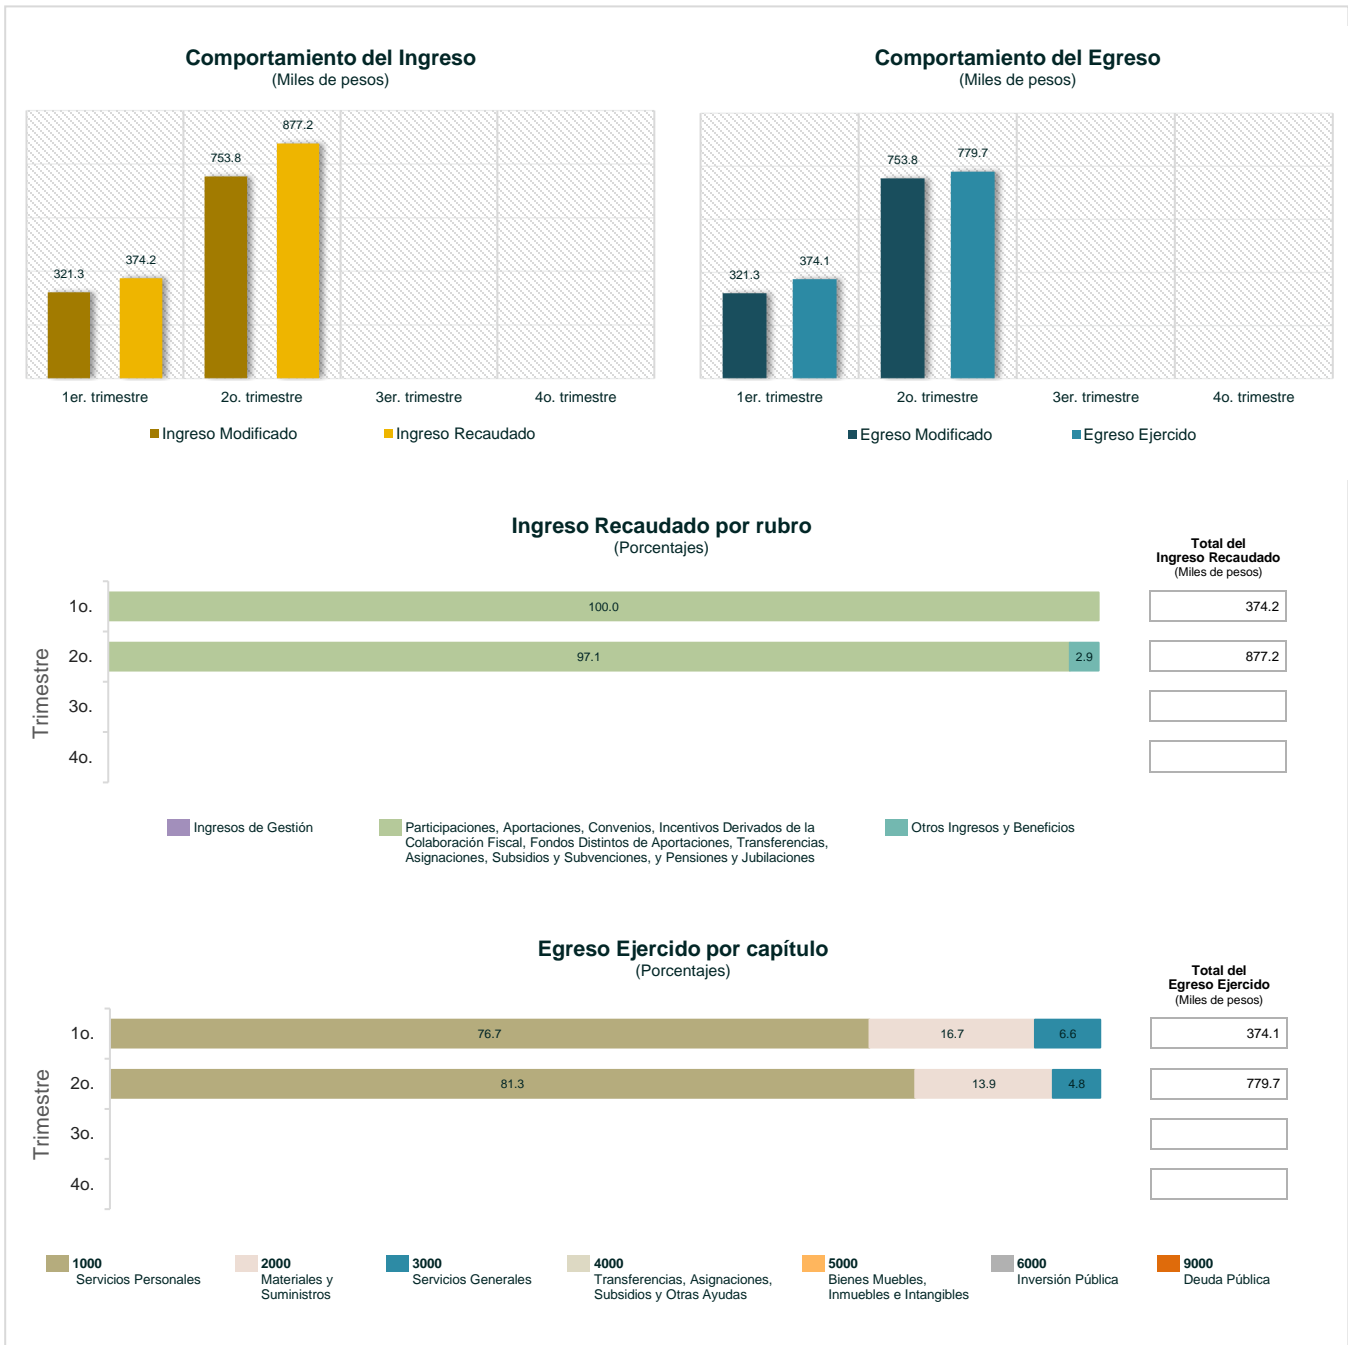 Comportamiento del Ingreso
(Miles de pesos)
877.2
753.8
374.2
321.3
1er. trimestre
2o. trimestre
3er. trimestre
4o. trimestre
Ingreso Modificado
Ingreso Recaudado
Comportamiento del Egreso
(Miles de pesos)
779.7
753.8
374.1
321.3
1er. trimestre
2o. trimestre
3er. trimestre
4o. trimestre
Egreso Modificado
Egreso Ejercido
Ingreso Recaudado por rubro
(Porcentajes)
Total del
Ingreso Recaudado
(Miles de pesos)
Trimestre
1o.
100.0
374.2
2o.
97.1
2.9
877.2
3o.
4o.
Ingresos de Gestión
Participaciones, Aportaciones, Convenios, Incentivos Derivados de la
Colaboración Fiscal, Fondos Distintos de Aportaciones, Transferencias,
Asignaciones, Subsidios y Subvenciones, y Pensiones y Jubilaciones
Otros Ingresos y Beneficios
Egreso Ejercido por capítulo
(Porcentajes)
Total del
Egreso Ejercido
(Miles de pesos)
Trimestre
1o.
76.7
16.7
6.6
374.1
2o.
81.3
13.9
4.8
779.7
3o.
4o.
1000
Servicios Personales
2000
Materiales y
Suministros
3000
Servicios Generales
4000
Transferencias, Asignaciones,
Subsidios y Otras Ayudas
5000
Bienes Muebles,
Inmuebles e Intangibles
6000
Inversión Pública
9000
Deuda Pública